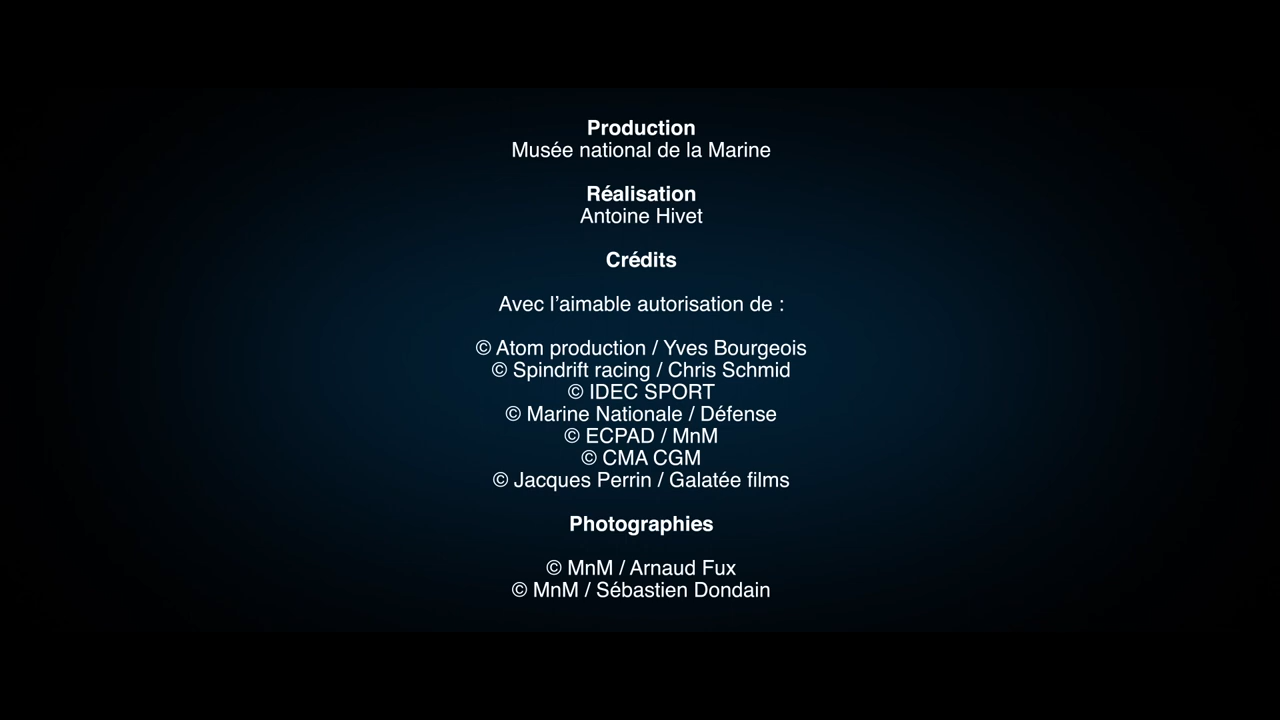 Production
Musée national de la Marine
Réalisation
Antoine Hivet
Crédits
Avec l’aimable autorisation de :
© Atom production / Yves Bourgeois
© Spindrift racing / Chris Schmid
© IDEC SPORT
© Marine Nationale / Défense
© ECPAD / MnM
© CMA CGM
© Jacques Perrin / Galatée films
Photographies
© MnM / Arnaud Fux
© MnM / Sébastien Dondain